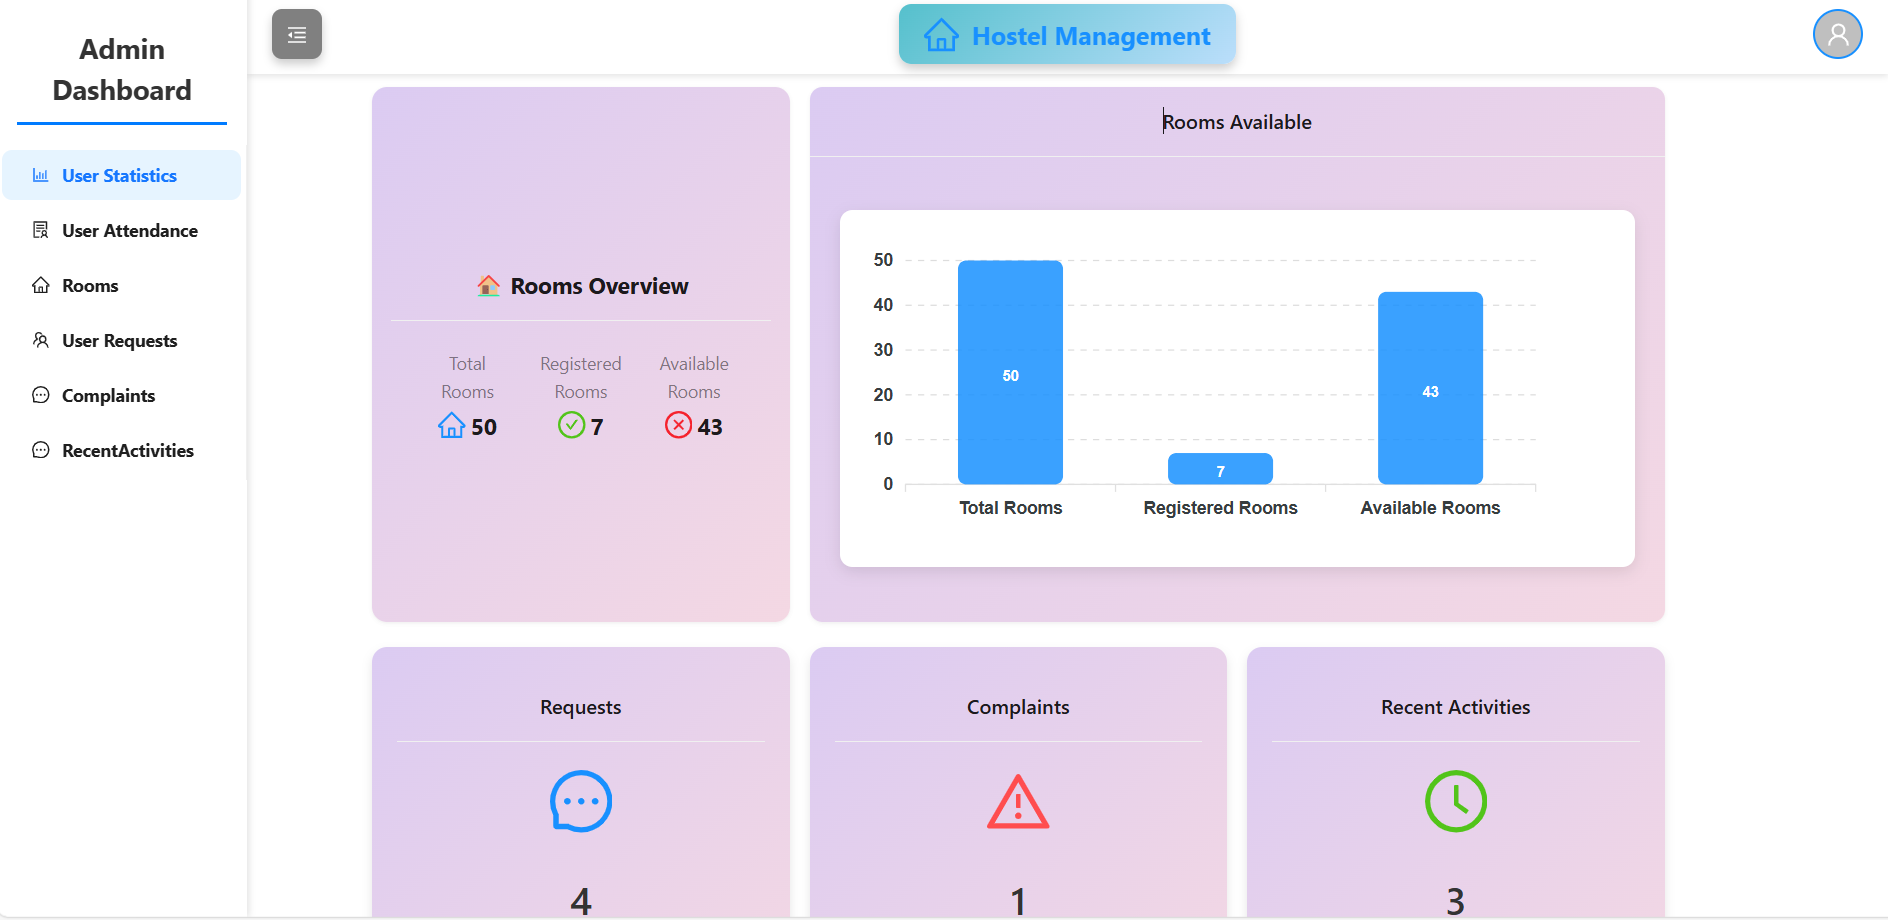 Admin
Dashboard
User Statistics
User Attendance
Rooms
User Requests
Complaints
RecentActivities
Hostel Management
Rooms Overview
Total
Rooms
50
Registered
Rooms
7
Available
Rooms
43
Rooms Available
50
40
30
20
10
0
50
7
43
Total Rooms
Registered Rooms
Available Rooms
Requests
4
Complaints
1
Recent Activities
3